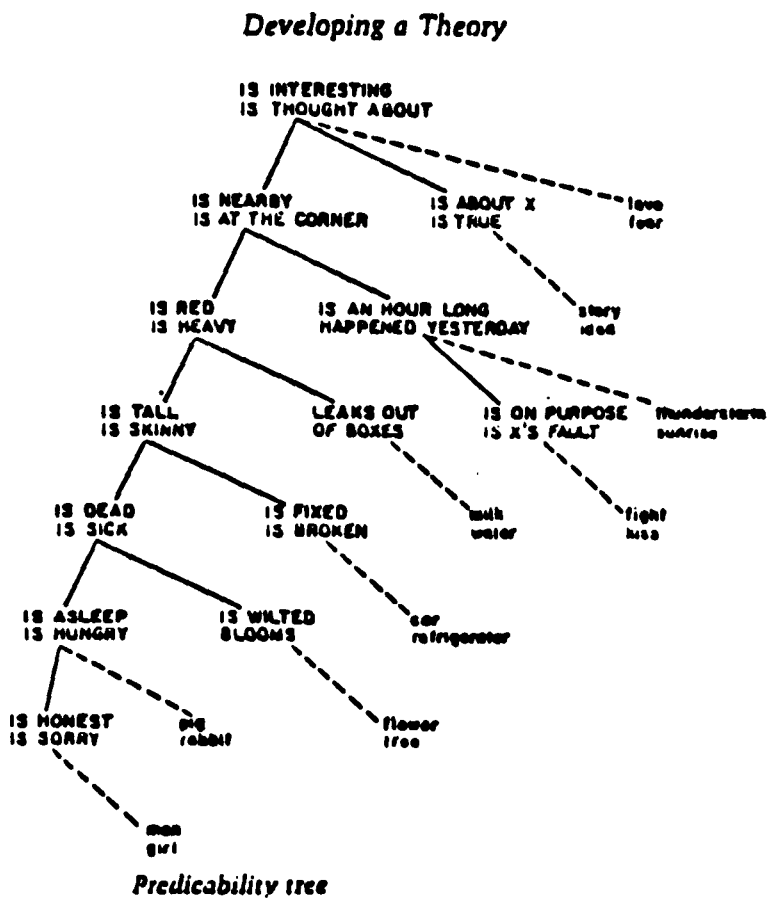 Developing a Theory
IS INTERESTING
IS THOUGHT ABOUT
IS NEARBY
IS AT THE CORNER
IS ABOUT X
IS TRUE
love
fear
IS RED
IS HEAVY
IS AN HOUR LONG
HAPPENED YESTERDAY
story
idea
IS TALL
IS SKINNY
LEAKS OUT
OF BOXES
IS ON PURPOSE
IS X'S FAULT
thunderstorm
sunrise
IS DEAD
IS SICK
IS FIXED
IS BROKEN
milk
water
fight
kiss
IS ASLEEP
IS HUNGRY
IS WILTED
BLOOMS
car
refrigerator
IS HONEST
IS SORRY
pig
rabbit
flower
tree
man
girl
Predicability tree